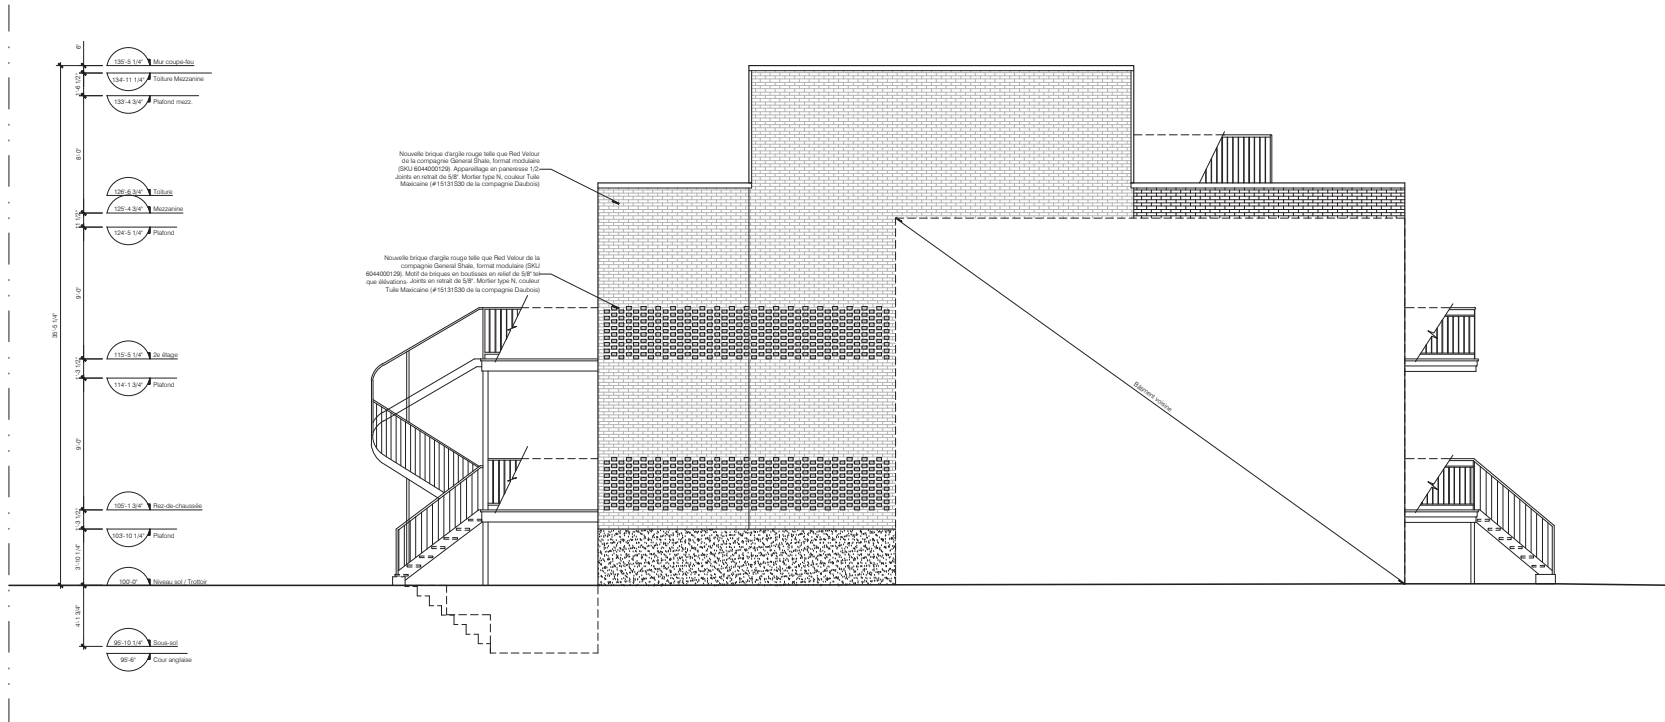 6"
135'-5 1/4" Mur coupe-feu
134'-11 1/4" Toiture Mezzanine
1'-6 1/2"
133'-4 3/4" Plafond mezz.
8'-0"
126'-6 3/4" Toiture
125'-4 3/4" Mezzanine
124'-5 1/4" Plafond
9'-0"
35'-5 1/4"
115'-5 1/4" 2e étage
1'-3 1/2"
114'-1 3/4" Plafond
9'-0"
105'-1 3/4" Rez-de-chaussée
1'-3 1/2"
103'-10 1/4" Plafond
3'-10 1/4"
100'-0" Niveau sol / Trottoir
4'-1 3/4"
95'-10 1/4" Sous-sol
95'-6" Cour anglaise
Nouvelle brique d'argile rouge telle que Red Velour
de la compagnie General Shale, format modulaire
(SKU 6044000129). Appareillage en panneresse 1/2.
Joints en retrait de 5/8". Mortier type N, couleur Tuile
Maxicaine (#15131S30 de la compagnie Daubois)
Nouvelle brique d'argile rouge telle que Red Velour de la
compagnie General Shale, format modulaire (SKU
6044000129). Motif de briques en boutisses en relief de 5/8" tel
que élévations. Joints en retrait de 5/8". Mortier type N, couleur
Tuile Maxicaine (#15131S30 de la compagnie Daubois)
Bâtiment voisine